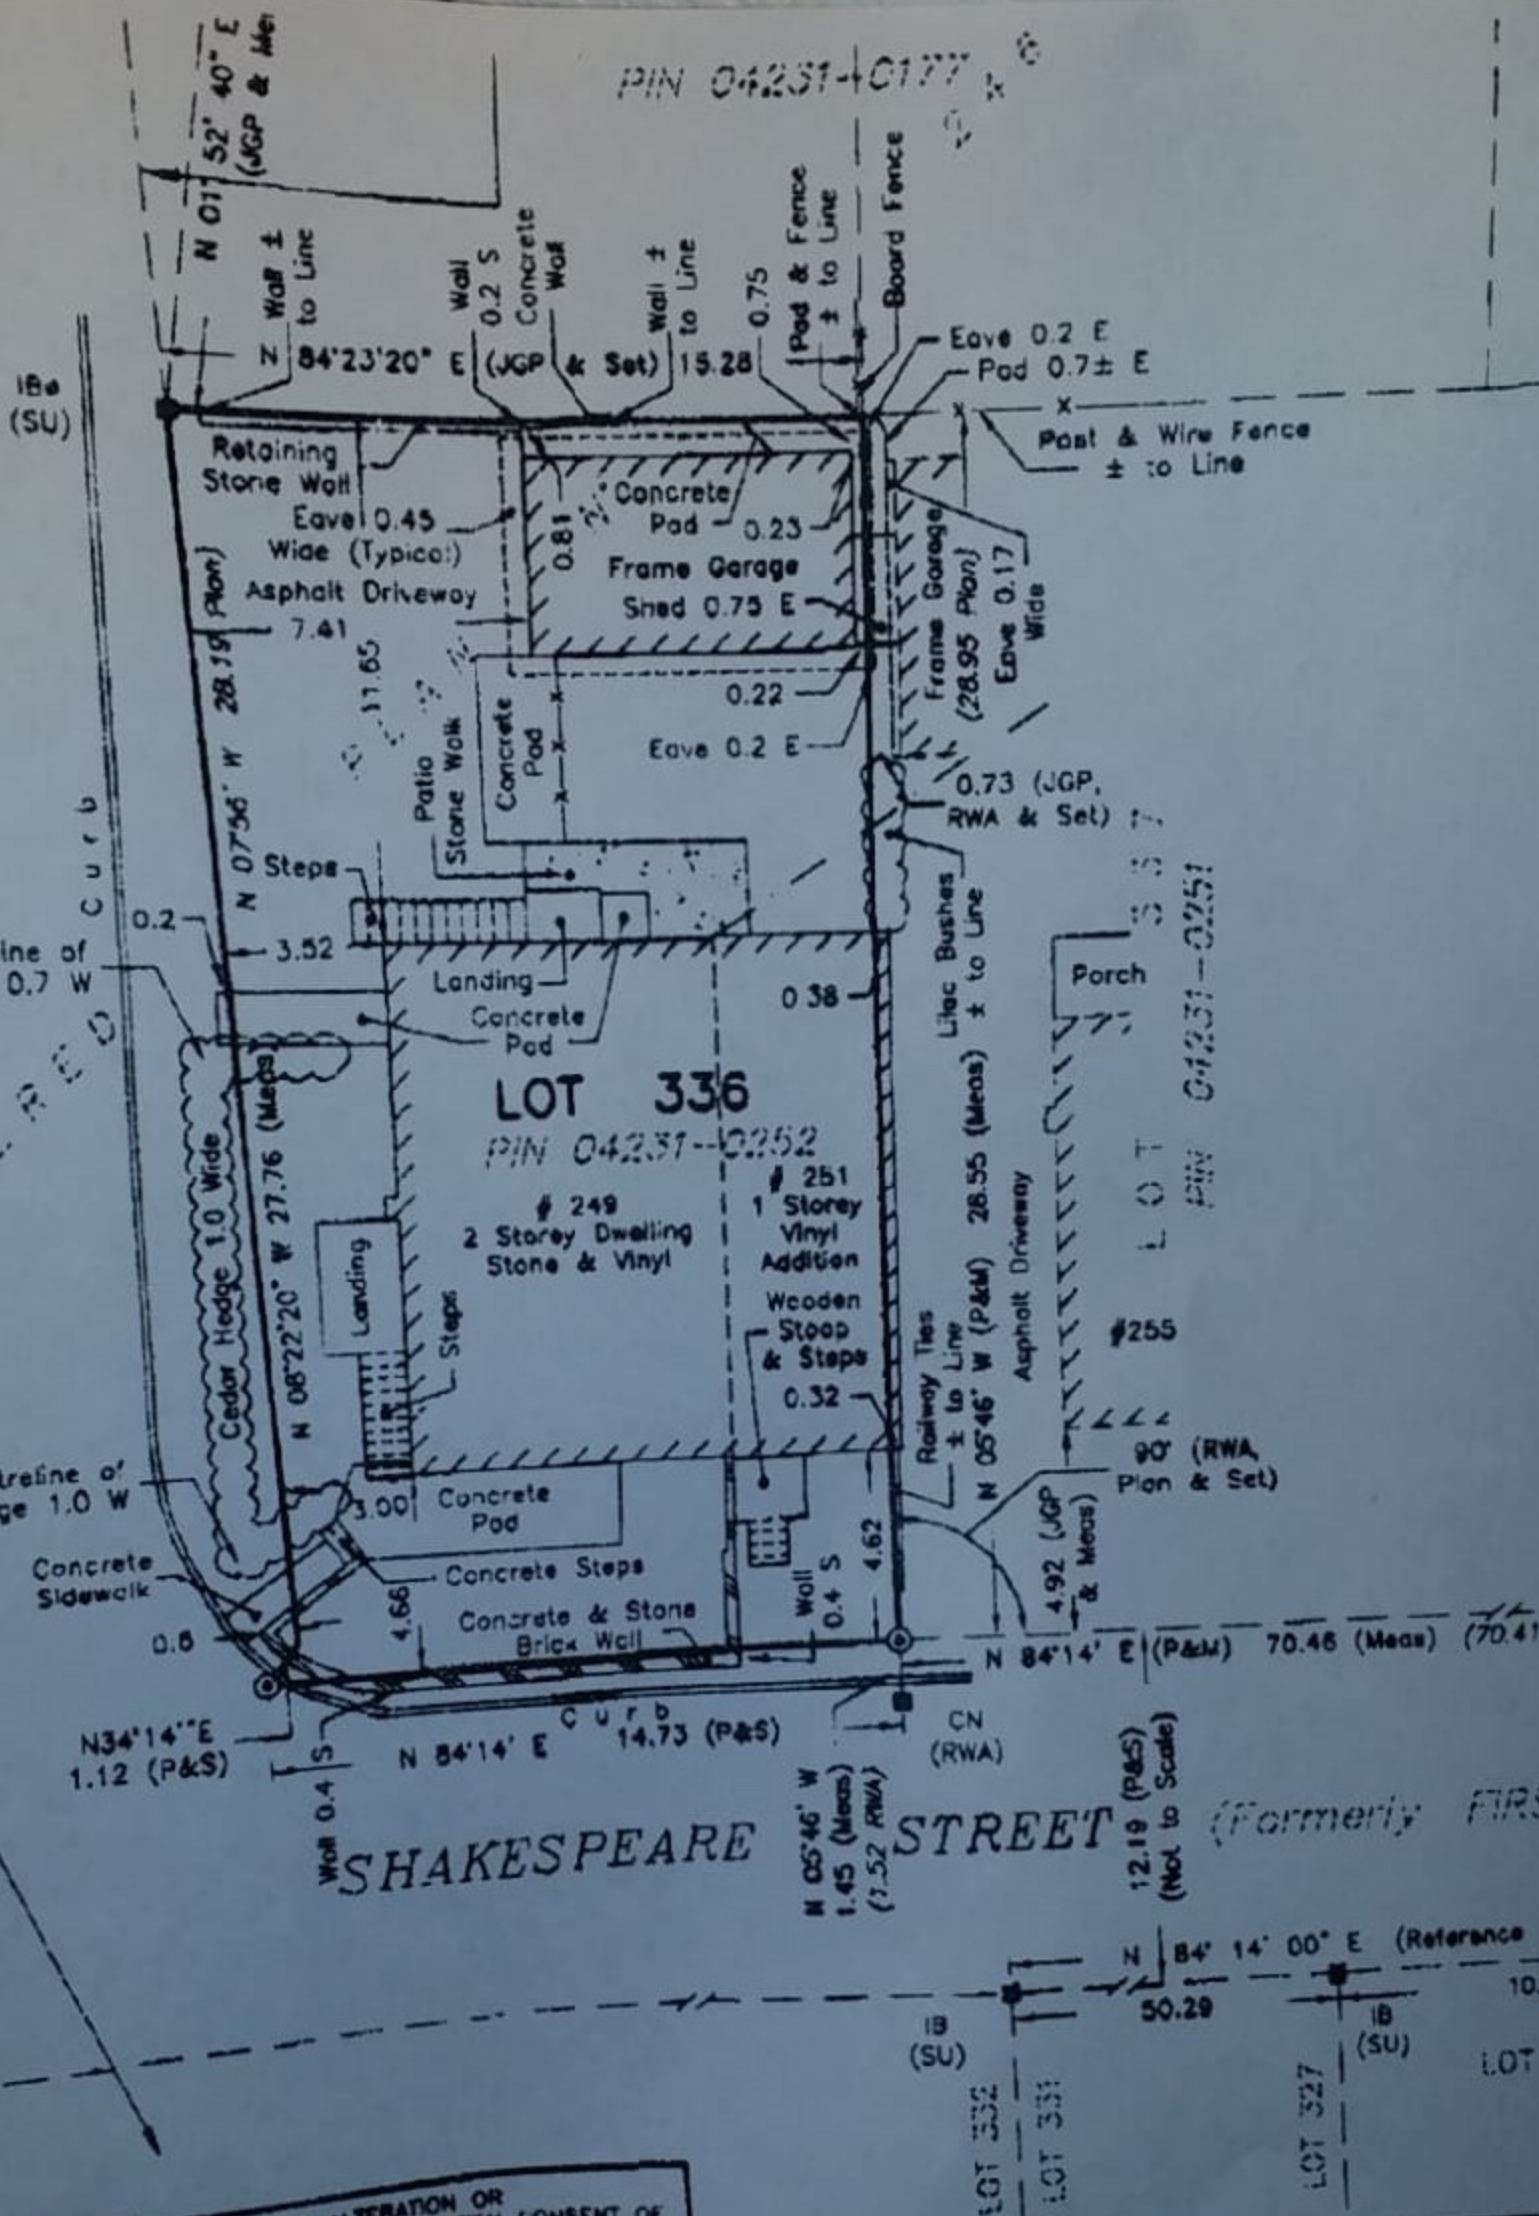 N 01° 52' 40" E
(JGP &
PIN 04231-0177
Wall ±
to Line
Wall
0.2 S
Concrete
Wall
Wall ±
to Line
0.75
Pad & Fence
± to Line
Board Fence
N 84°23'20" E (JGP & Set) 15.28
Eave 0.2 E
Pad 0.7± E
(SU)
Post & Wire Fence
± to Line
Retaining
Stone Wall
Eave 0.45
Wide (Typical)
Asphalt Driveway
7.41
0.81
Concrete
Pad
0.23
Frame Garage
Shed 0.75 E
Frame Garage
(28.95 Plan)
Eave 0.17
Wide
N 07°56' W 28.19 Plan)
11.65
0.22
Eave 0.2 E
Patio
Stone Walk
Concrete
Pad
0.73 (JGP,
RWA & Set)
Curb
Steps
0.2
3.52
0.7 W
Landing
Concrete
Pad
0.38
Lilac Bushes
± to Line
Porch
LOT 337
PIN 04231-0251
LOT 336
PIN 04231-0252
# 249
2 Storey Dwelling
Stone & Vinyl
# 251
1 Storey
Vinyl
Addition
Wooden
Stoop
& Steps
0.32
Cedar Hedge 1.0 Wide
N 08°22'20" W 27.76 (Meas)
Landing
Steps
Railway Ties
± to Line
N 05°46' W (P&M) 28.55 (Meas)
Asphalt Driveway
#255
90° (RWA,
Plan & Set)
1.0 W
3.00
Concrete
Pad
Concrete
Sidewalk
Concrete Steps
4.66
Concrete & Stone
Brick Wall
Wall
0.4 S
4.62
4.92 (JGP
& Meas)
N 84°14' E (P&M) 70.46 (Meas) (70.41
N34°14'"E
1.12 (P&S)
Wall 0.4 S
Curb
N 84°14' E 14.73 (P&S)
CN
(RWA)
N 05°46' W
1.45 (Meas)
(1.52 RWA)
12.19 (P&S)
(Not to Scale)
SHAKESPEARE STREET (Formerly
N 84° 14' 00" E (Reference
50.29
10.
IB
(SU)
IB
(SU)
LOT 332
LOT 331
LOT 327
LOT
OR
CONSENT OF